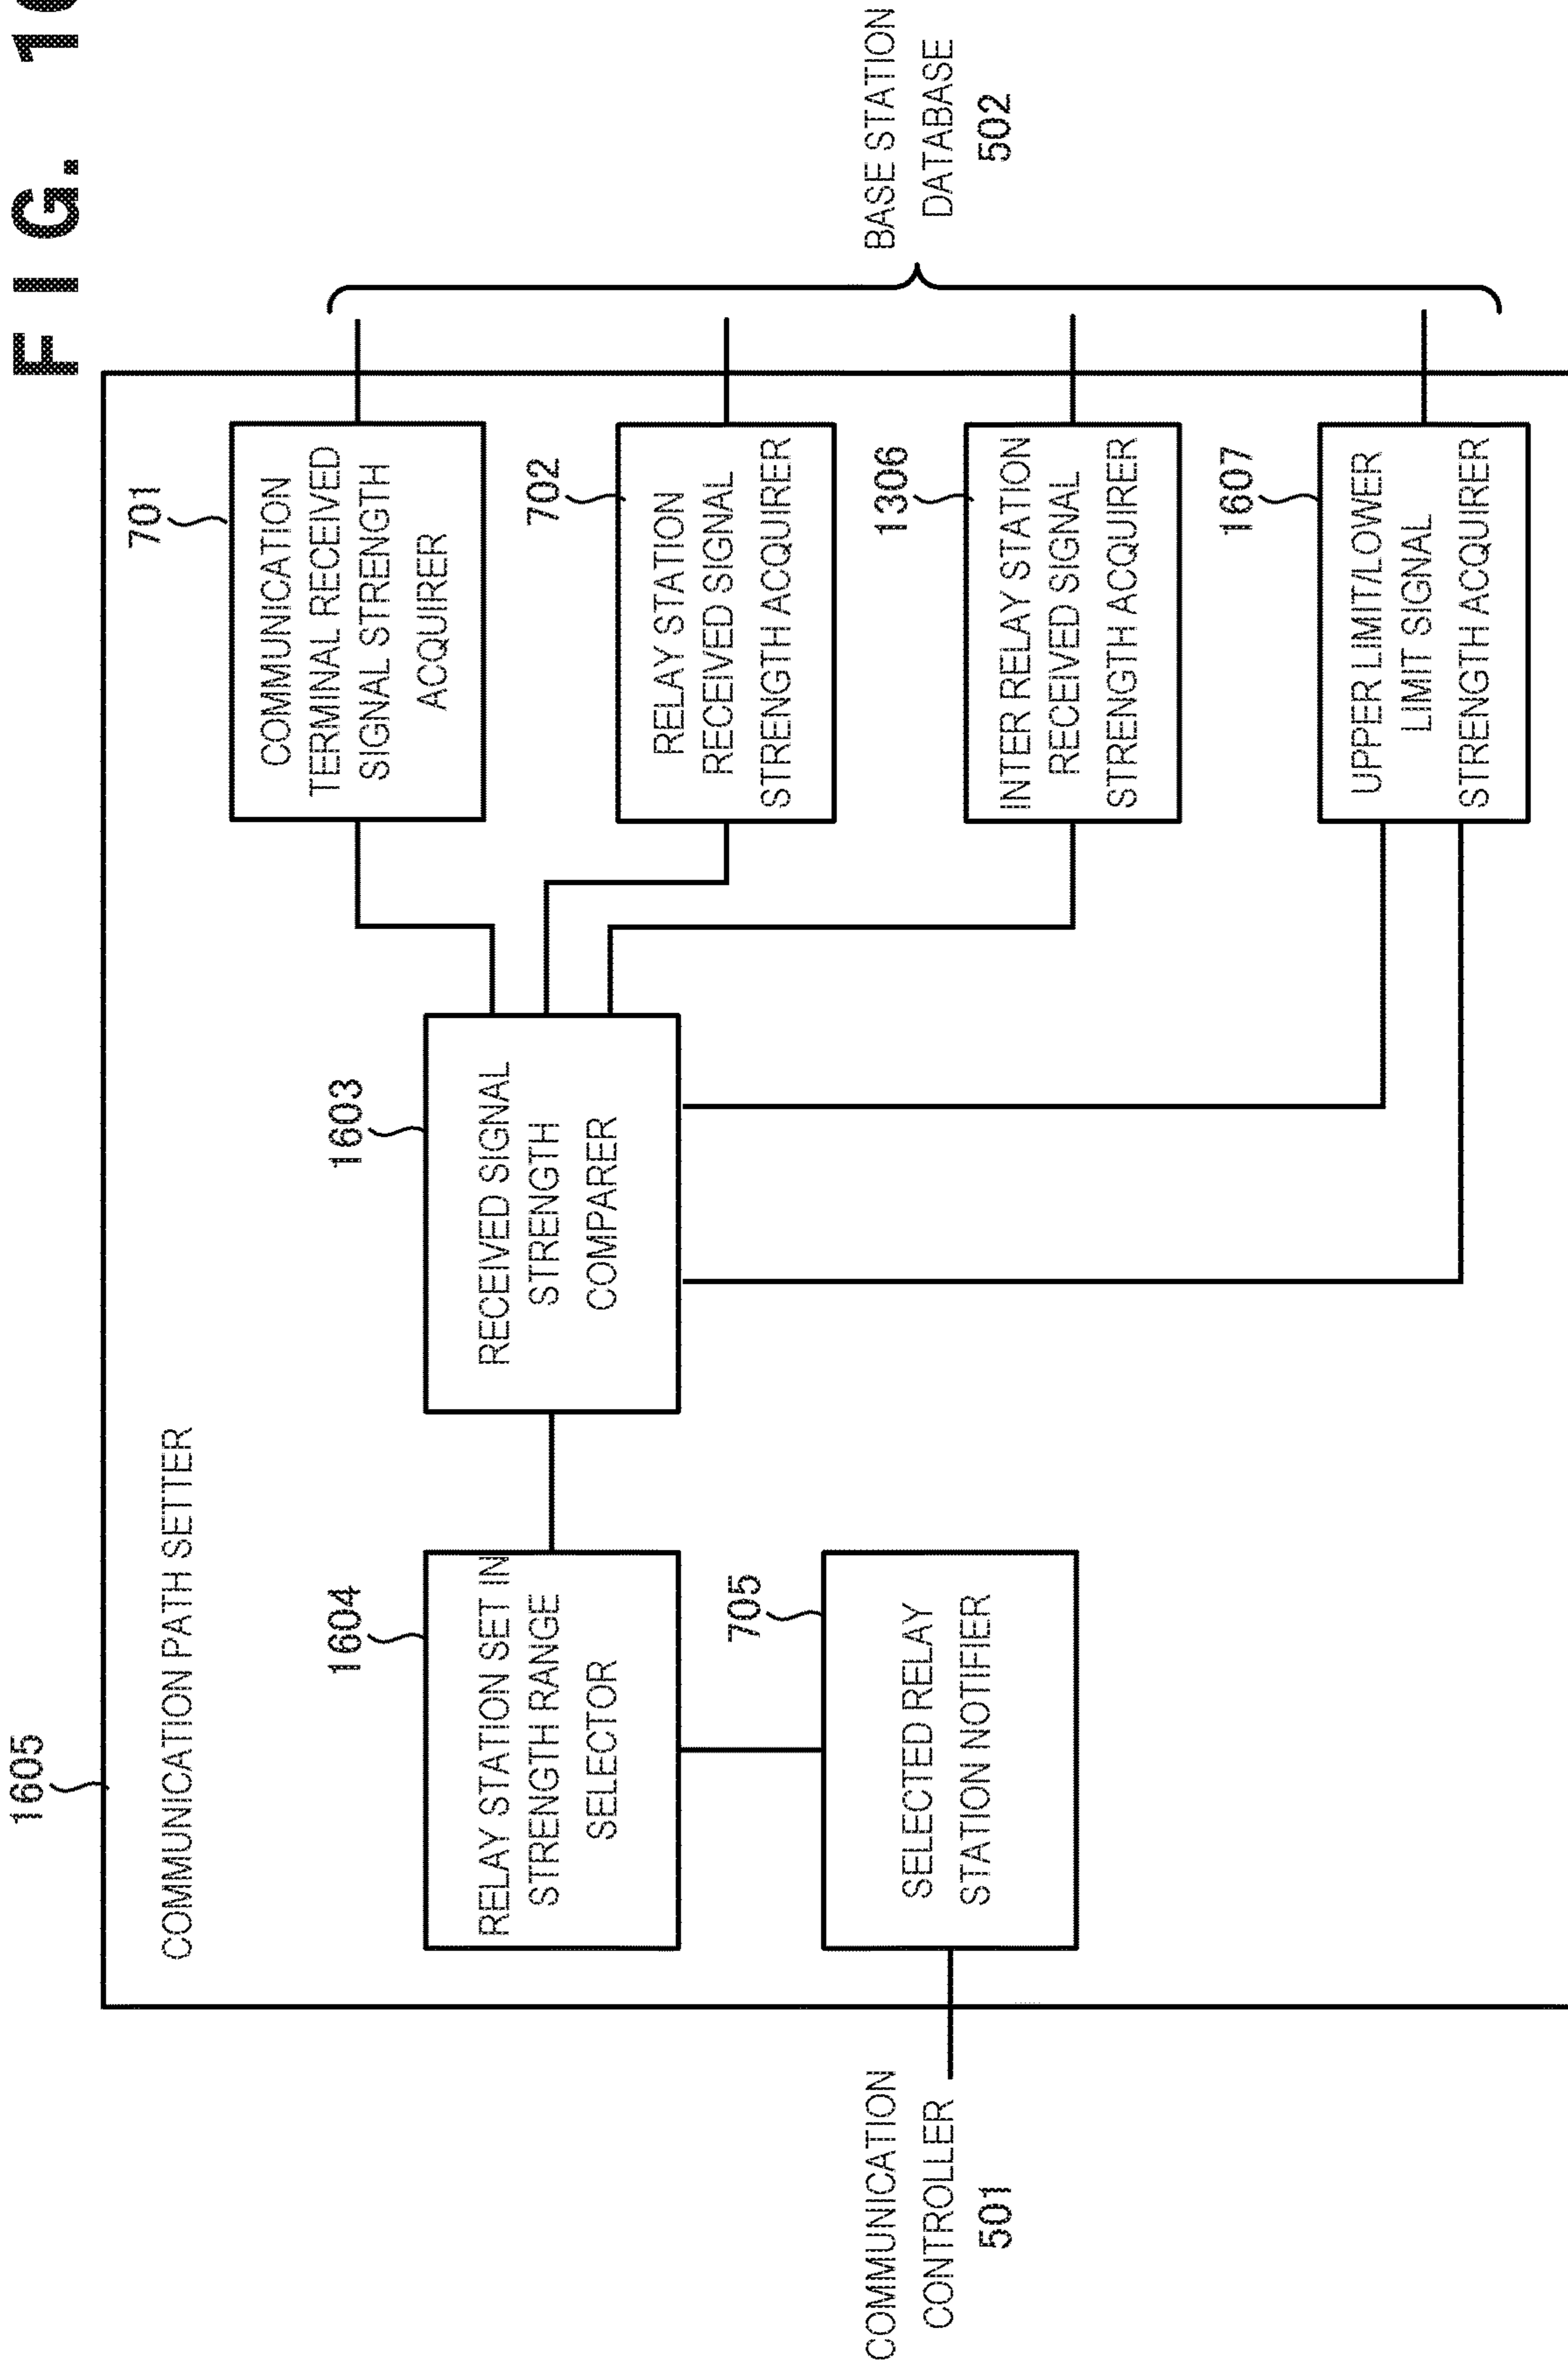 FIG.
1605
COMMUNICATION PATH SETTER
701
COMMUNICATION
TERMINAL RECEIVED
SIGNAL STRENGTH
ACQUIRER
1604
RELAY STATION SET IN
STRENGTH RANGE
SELECTOR
1603
RECEIVED SIGNAL
STRENGTH
COMPARER
702
RELAY STATION
RECEIVED SIGNAL
STRENGTH ACQUIRER
705
SELECTED RELAY
STATION NOTIFIER
COMMUNICATION
CONTROLLER
501
BASE STATION
DATABASE
502
1306
INTER RELAY STATION
RECEIVED SIGNAL
STRENGTH ACQUIRER
1607
UPPER LIMIT/LOWER
LIMIT SIGNAL
STRENGTH ACQUIRER